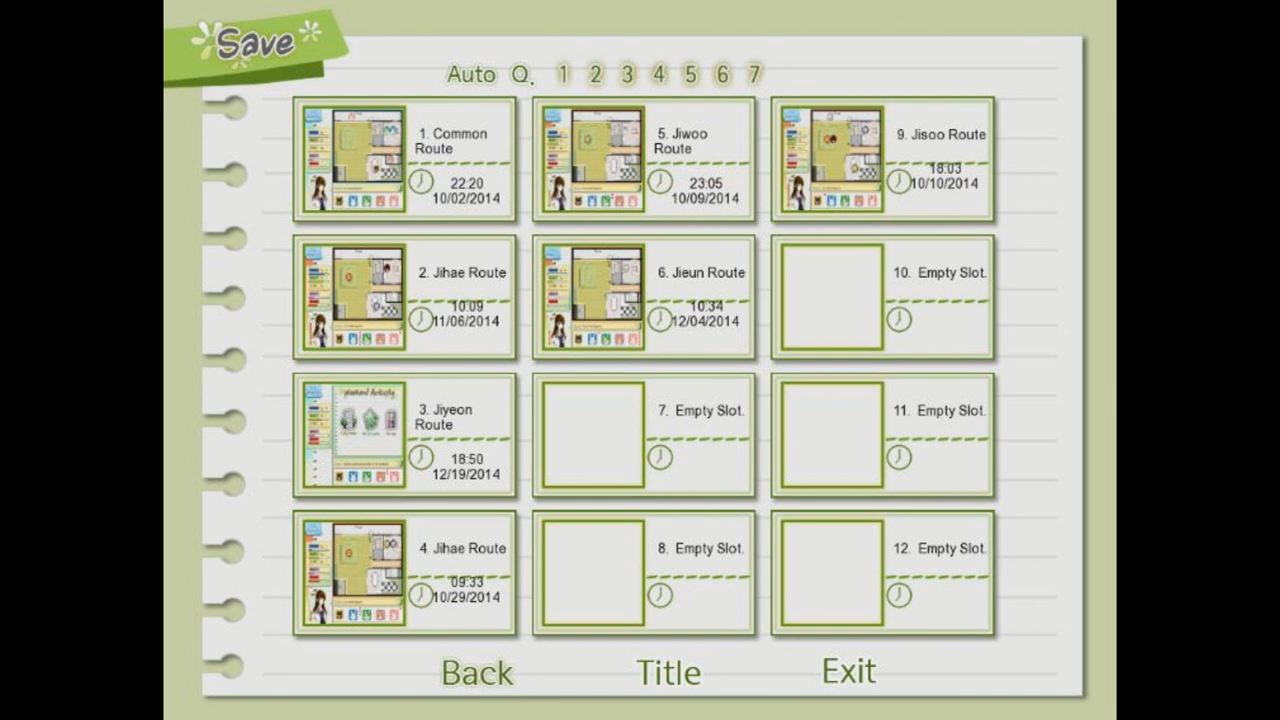 Save
Auto Q. 1 2 3 4 5 6 7
1. Common
Route
22:20
10/02/2014
5. Jiwoo
Route
23:05
10/09/2014
9. Jisoo Route
18:03
10/10/2014
2. Jihae Route
10:09
11/06/2014
6. Jieun Route
10:34
12/04/2014
10. Empty Slot.
3. Jiyeon
Route
18:50
12/19/2014
7. Empty Slot.
11. Empty Slot.
4. Jihae Route
09:33
10/29/2014
8. Empty Slot.
12. Empty Slot.
Back Title Exit